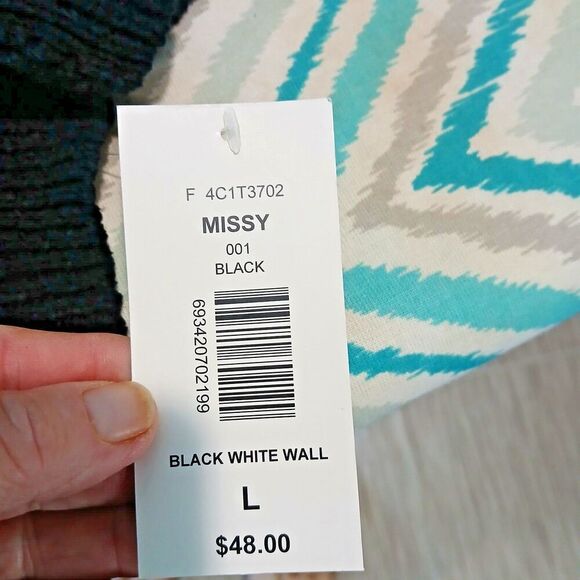 F 4C1T3702
MISSY
001
BLACK
693420702199
BLACK WHITE WALL
L
$48.00